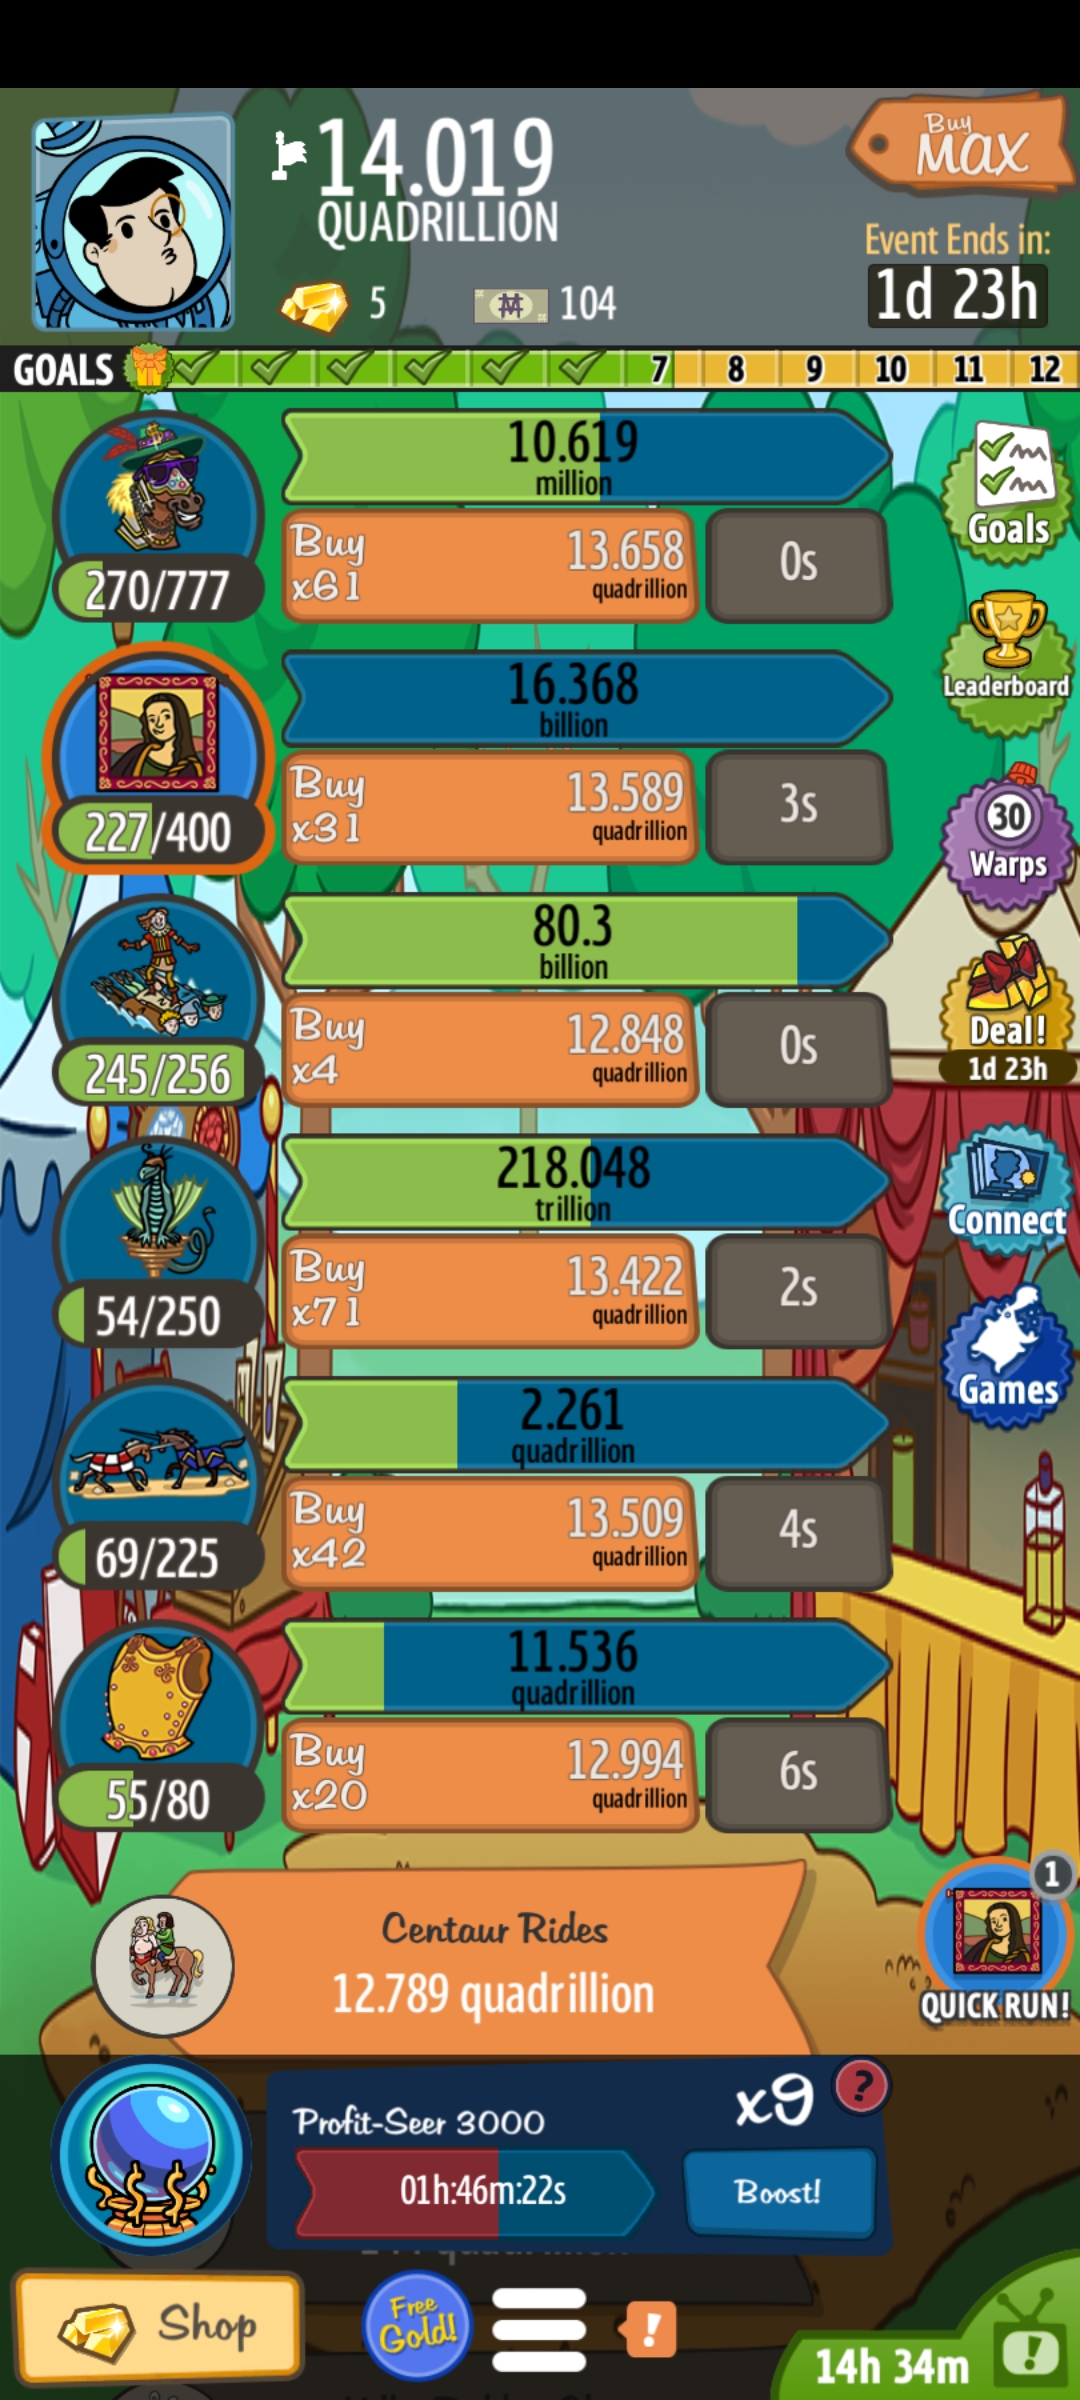 14.019
QUADRILLION
5
104
Buy
MAX
Event Ends in:
1d 23h
GOALS
7 8 9 10 11 12
10.619
million
270/777
Buy
x61
13.658
quadrillion
0s
Goals
Leaderboard
16.368
billion
227/400
Buy
x31
13.589
quadrillion
3s
30
Warps
80.3
billion
245/256
Buy
x4
12.848
quadrillion
0s
Deal!
1d 23h
218.048
trillion
54/250
Buy
x71
13.422
quadrillion
2s
Connect
Games
2.261
quadrillion
69/225
Buy
x42
13.509
quadrillion
4s
11.536
quadrillion
55/80
Buy
x20
12.994
quadrillion
6s
Centaur Rides
12.789 quadrillion
1
QUICK RUN!
Profit-Seer 3000
x9
?
01h:46m:22s
Boost!
Shop
Free
Gold!
!
14h 34m
!